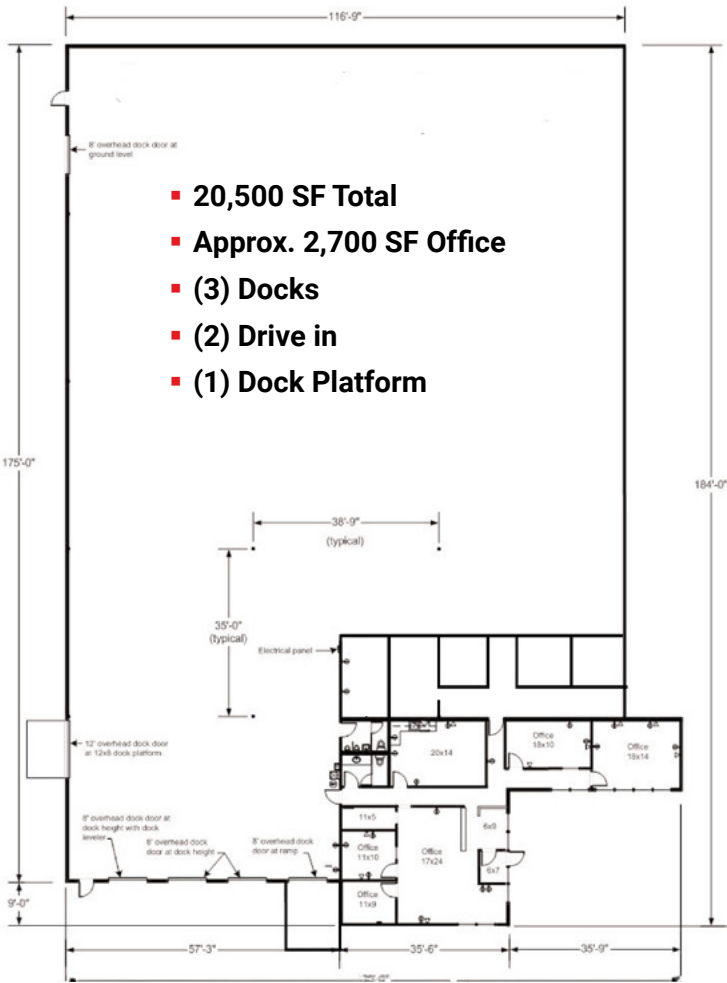 116'-9"
8' overhead dock door at
ground level
20,500 SF Total
Approx. 2,700 SF Office
(3) Docks
(2) Drive in
(1) Dock Platform
175'-0"
184'-0"
38'-9"
(typical)
35'-0"
(typical)
Electrical panel
12' overhead dock door
at 12x8 dock platform
20x14
Office
18x10
Office
18x14
8' overhead dock door at
dock height with dock
leveler
8' overhead dock
door at dock height
8' overhead dock
door at ramp
11x5
Office
11x10
Office
17x24
6x9
6x7
Office
11x9
9'-0"
57'-3"
35'-6"
35'-9"